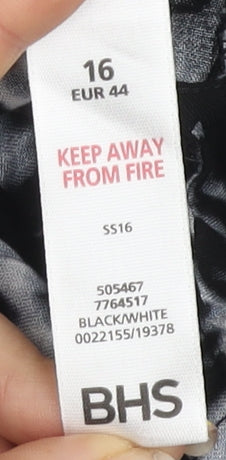 16
EUR 44
KEEP AWAY
FROM FIRE
SS16
505467
7764517
BLACK/WHITE
0022155/19378
BHS